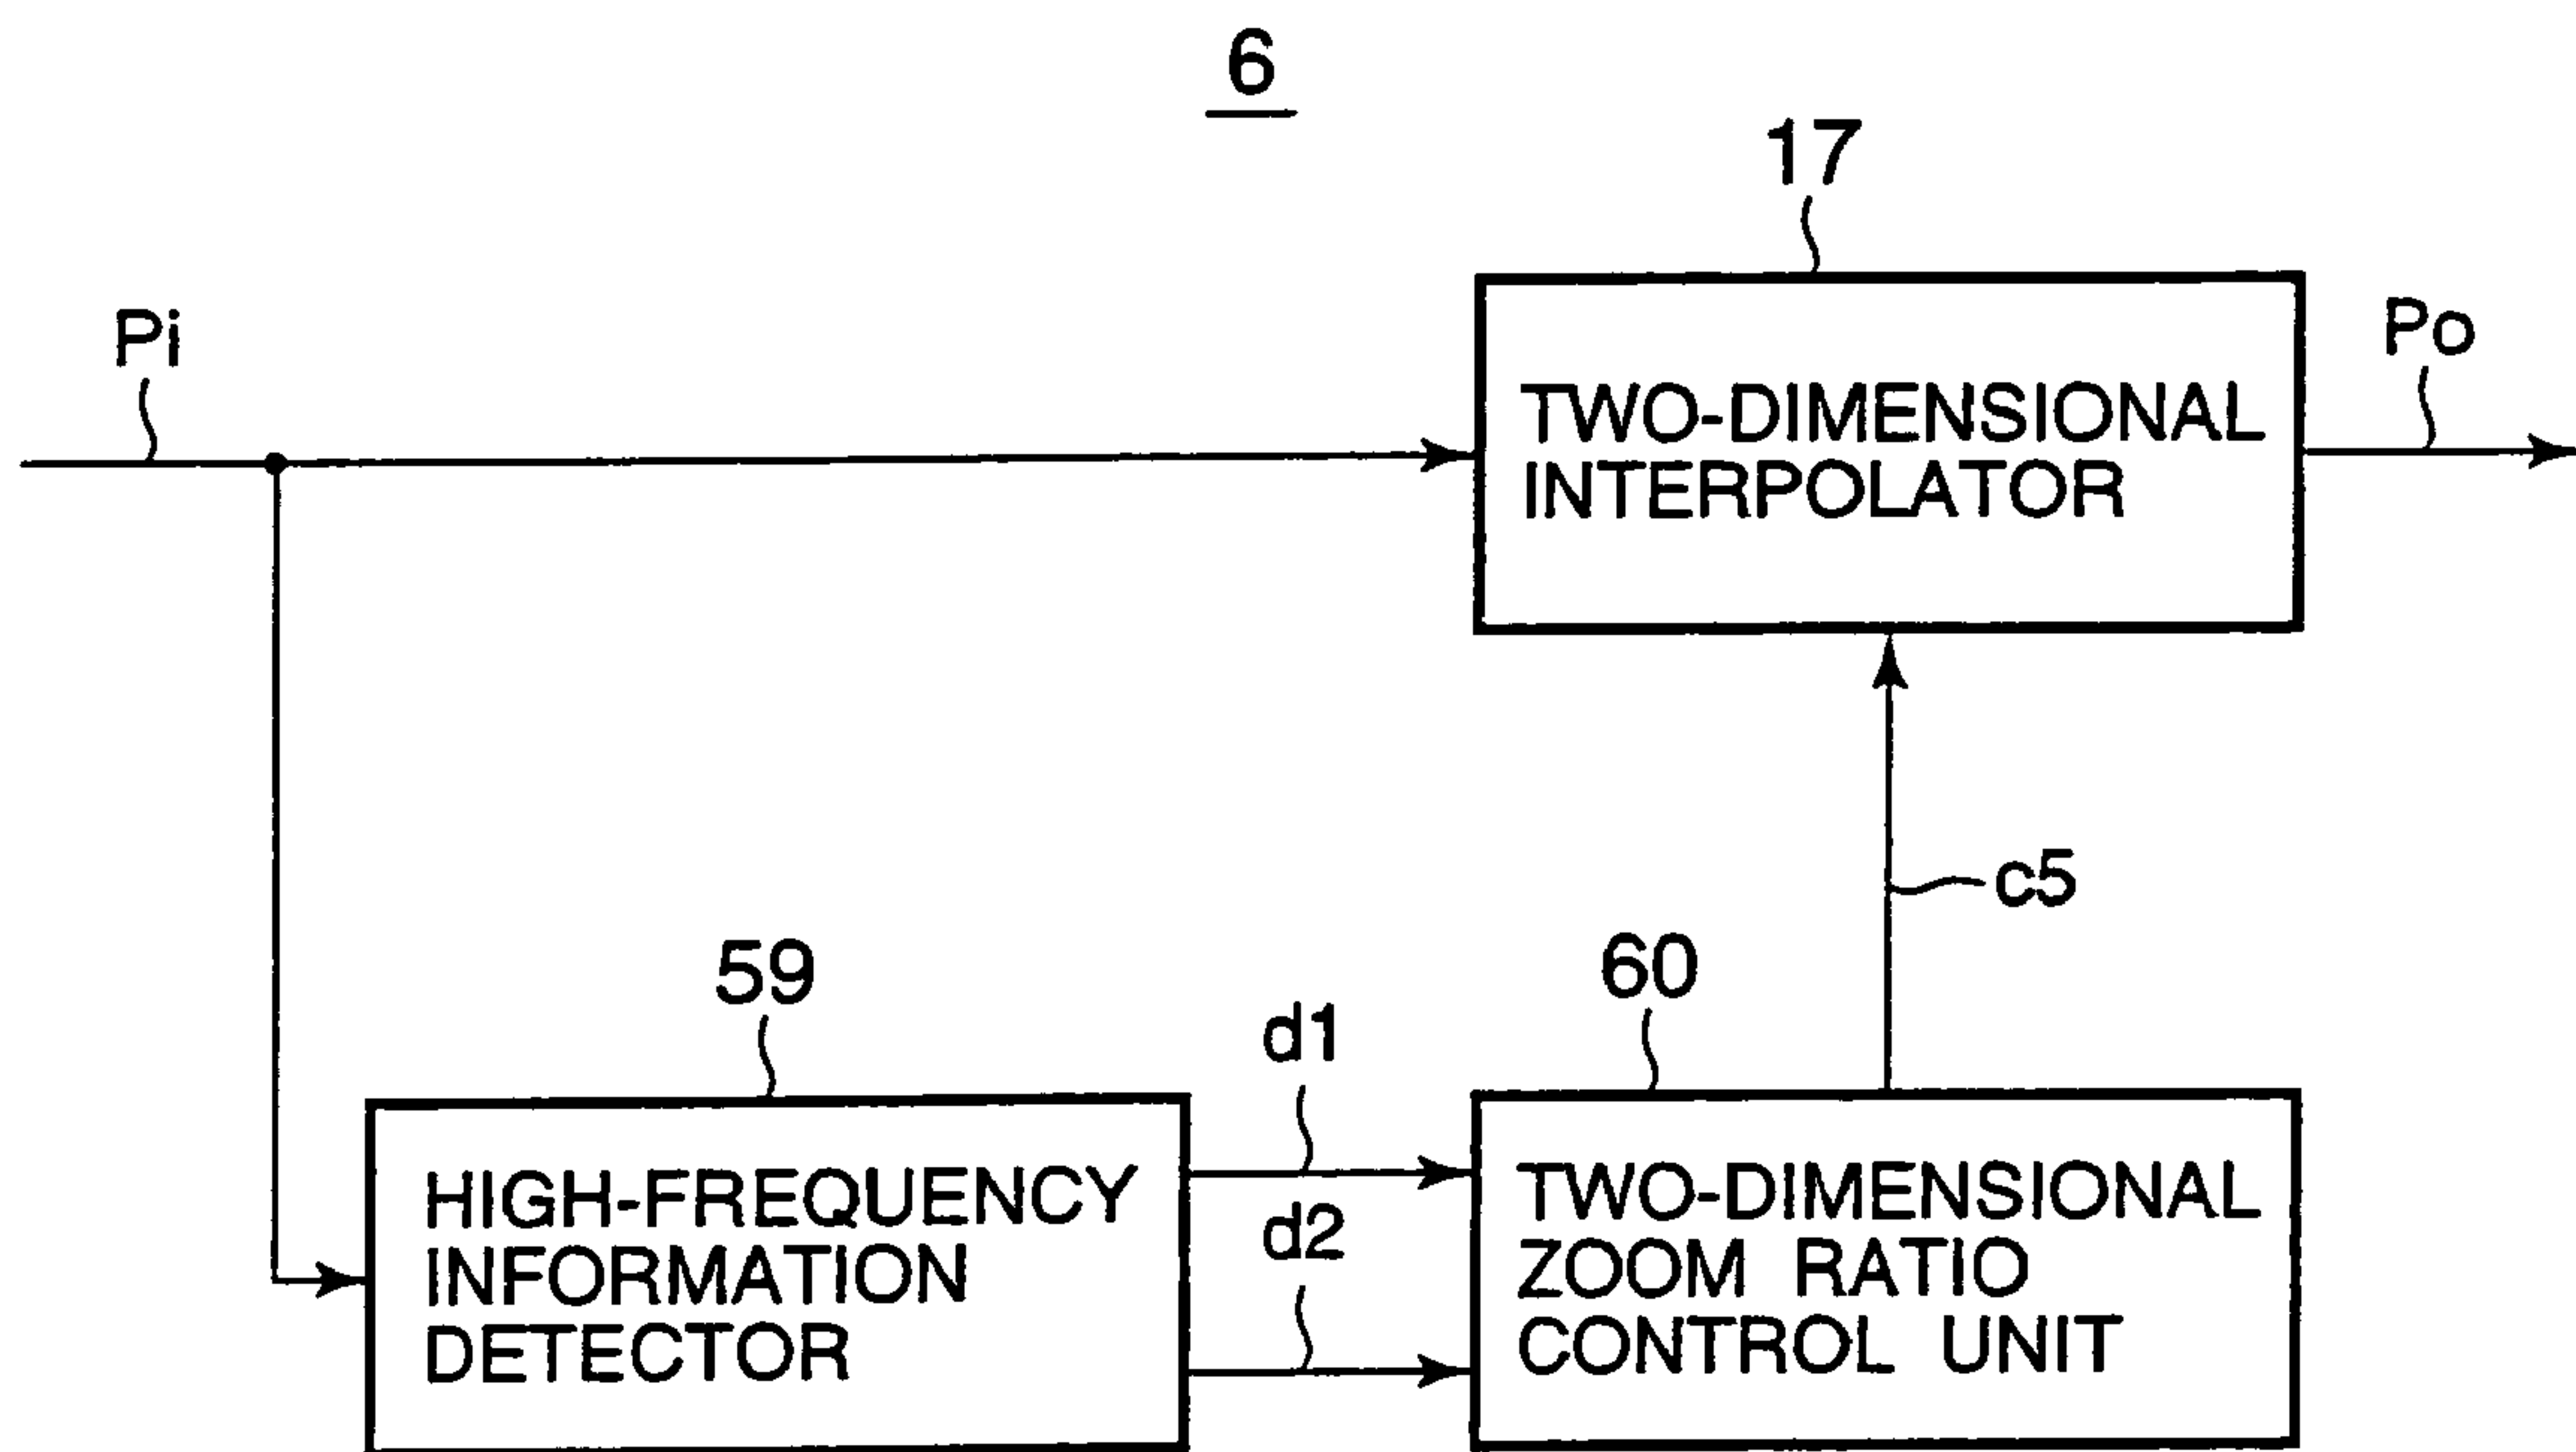 6
17
Pi
Po
TWO-DIMENSIONAL
INTERPOLATOR
c5
59
60
d1
d2
HIGH-FREQUENCY
INFORMATION
DETECTOR
TWO-DIMENSIONAL
ZOOM RATIO
CONTROL UNIT